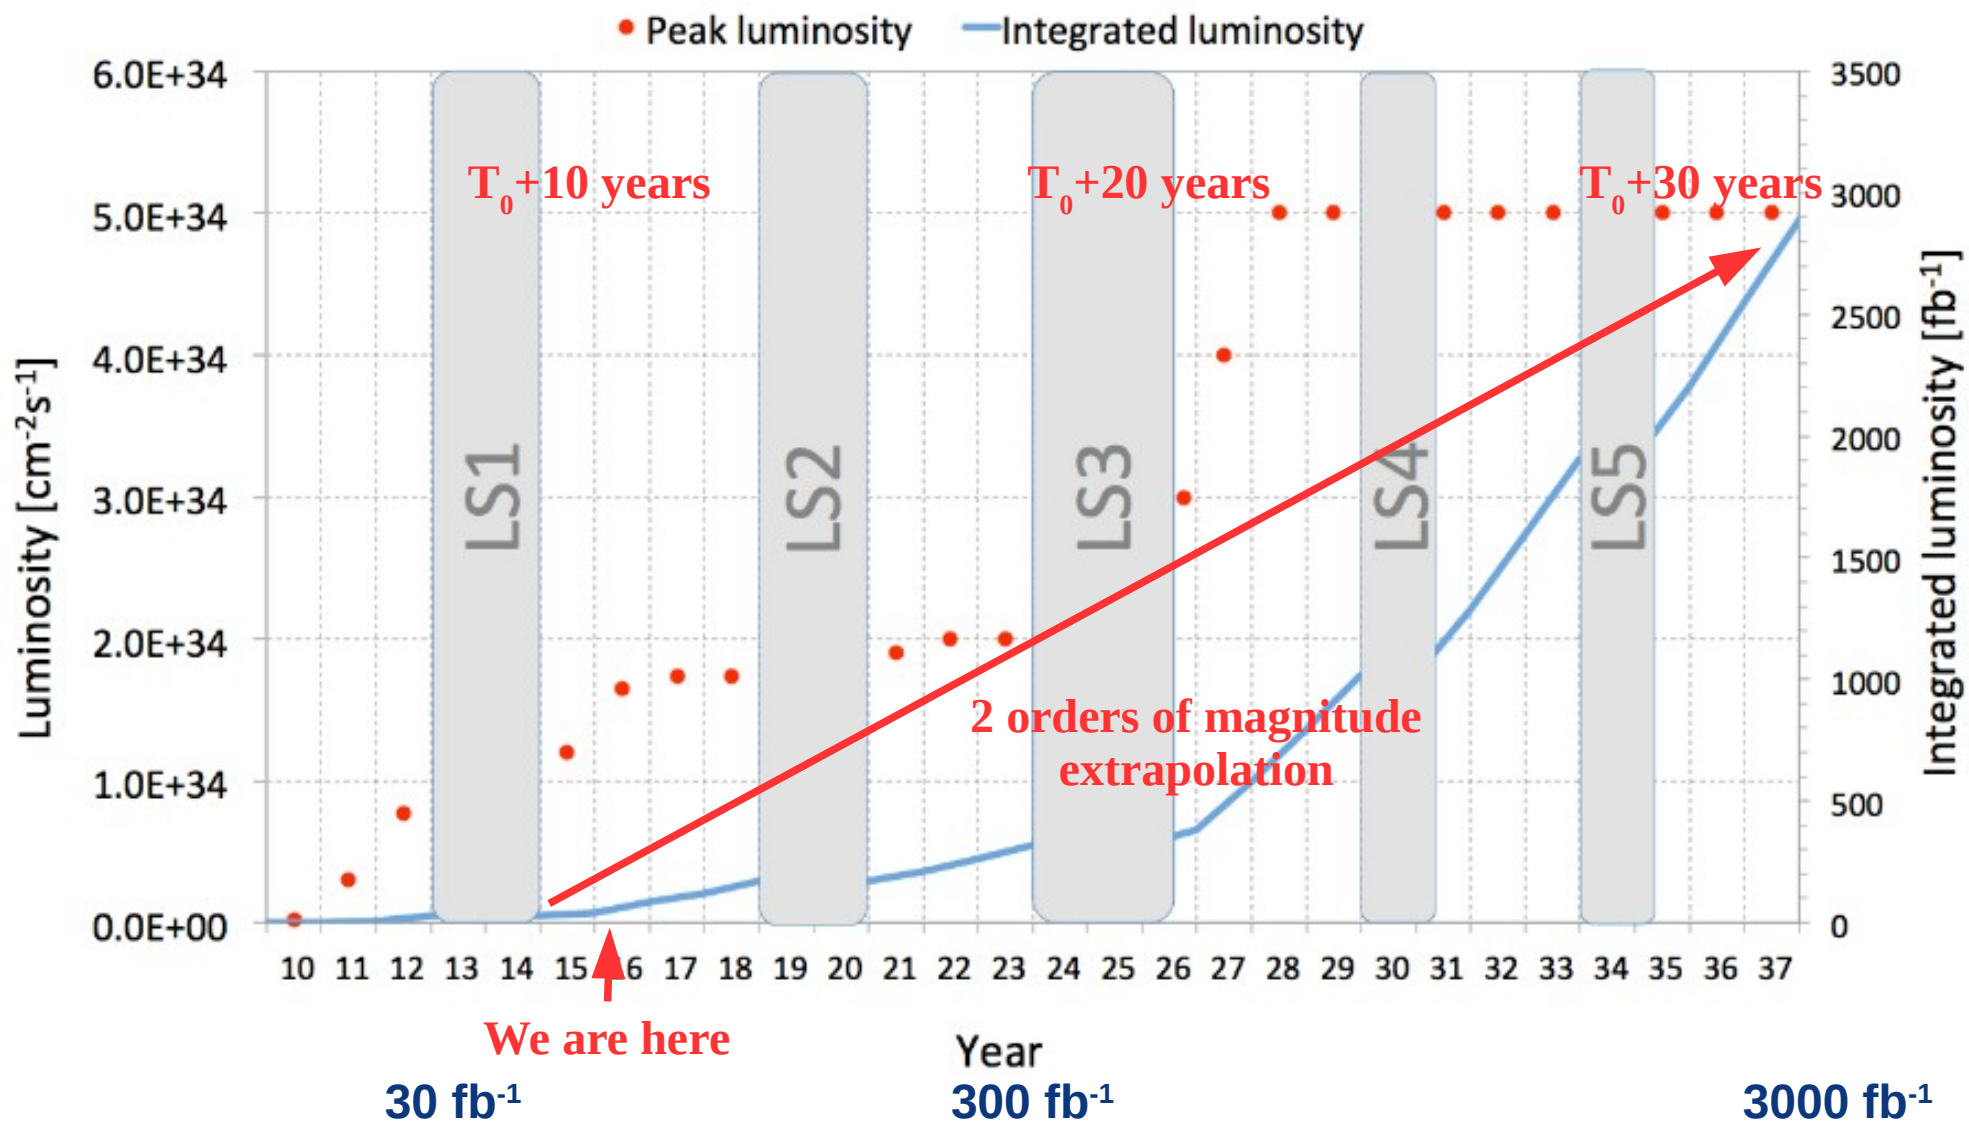 Peak luminosity Integrated luminosity
6.0E+34
5.0E+34
4.0E+34
3.0E+34
2.0E+34
1.0E+34
0.0E+00
Luminosity [cm-2s-1]
T0+10 years
T0+20 years
T0+30 years
LS1
LS2
LS3
LS4
LS5
2 orders of magnitude
extrapolation
3500
3000
2500
2000
1500
1000
500
0
Integrated luminosity [fb-1]
10 11 12 13 14 15 16 17 18 19 20 21 22 23 24 25 26 27 28 29 30 31 32 33 34 35 36 37
We are here
Year
30 fb-1 300 fb-1 3000 fb-1